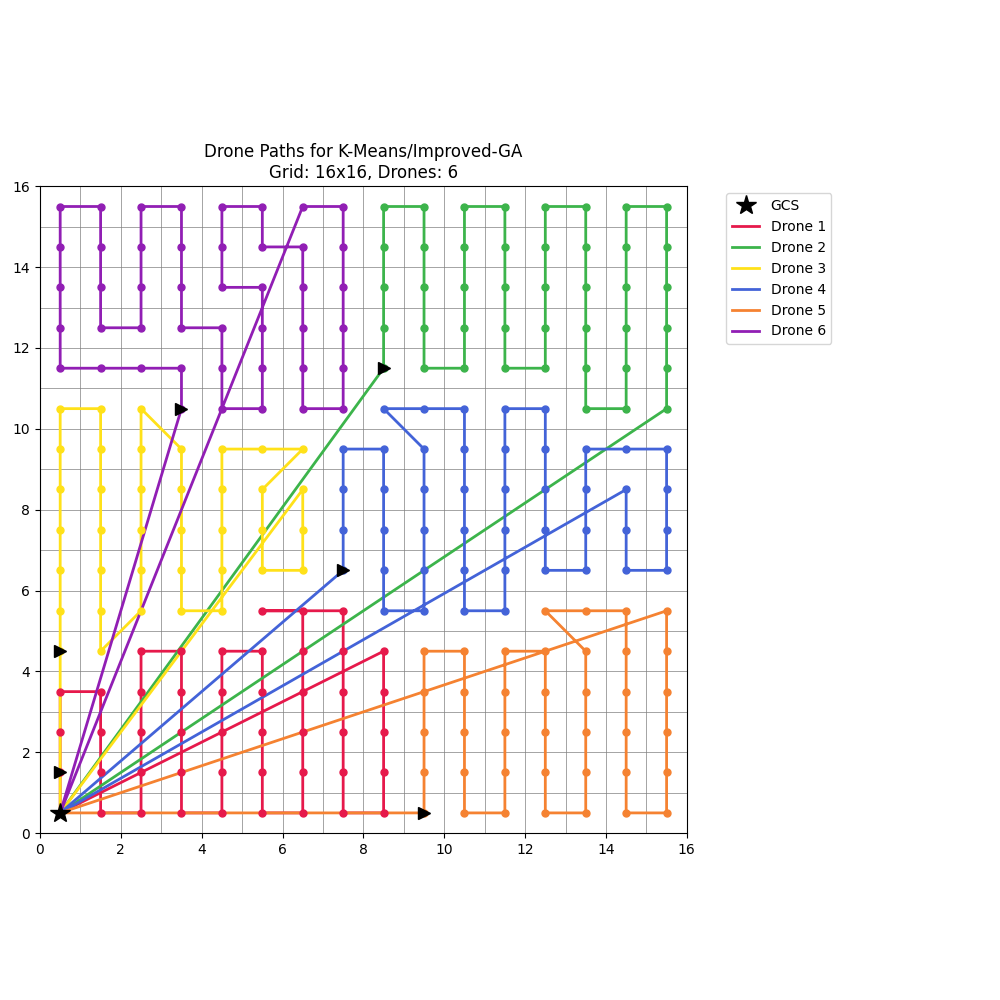 Drone Paths for K-Means/Improved-GA
Grid: 16x16, Drones: 6
16
14
12
10
8
6
4
2
0
0 2 4 6 8 10 12 14 16
GCS
Drone 1
Drone 2
Drone 3
Drone 4
Drone 5
Drone 6